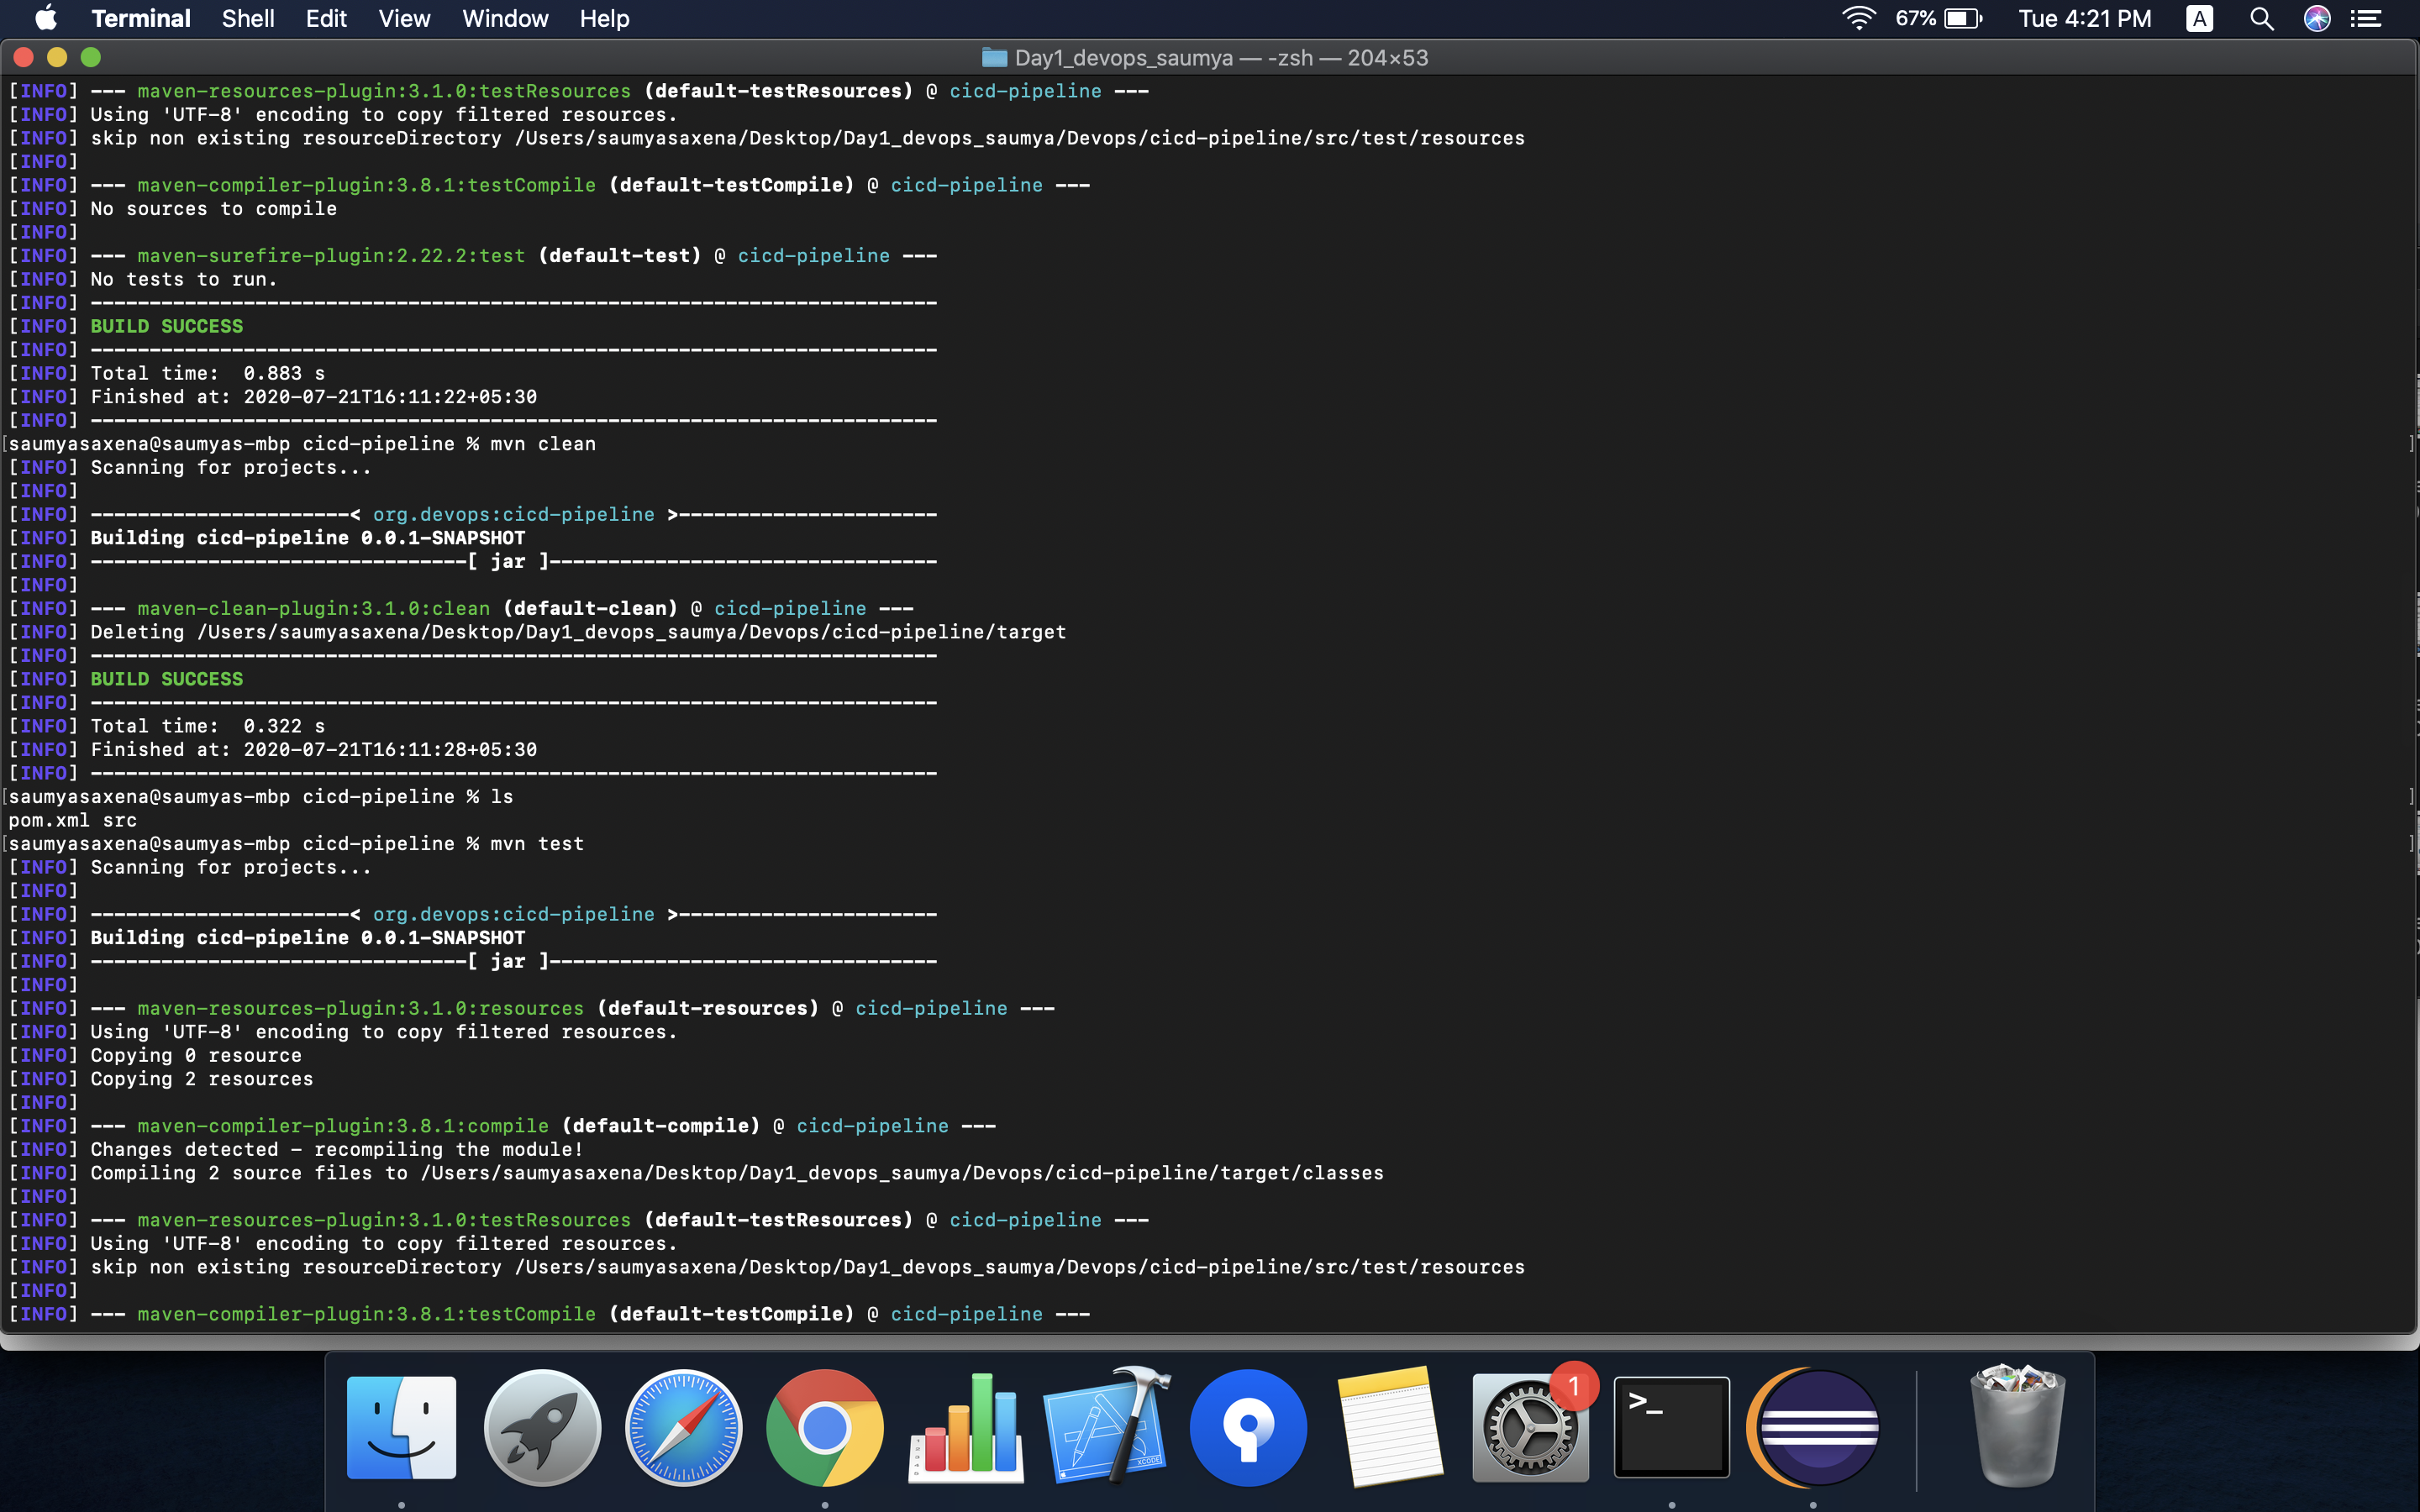 Terminal Shell Edit View Window Help 67% Tue 4:21 PM A
Day1_devops_saumya — -zsh — 204×53
[INFO] --- maven-resources-plugin:3.1.0:testResources (default-testResources) @ cicd-pipeline ---
[INFO] Using 'UTF-8' encoding to copy filtered resources.
[INFO] skip non existing resourceDirectory /Users/saumyasaxena/Desktop/Day1_devops_saumya/Devops/cicd-pipeline/src/test/resources
[INFO]
[INFO] --- maven-compiler-plugin:3.8.1:testCompile (default-testCompile) @ cicd-pipeline ---
[INFO] No sources to compile
[INFO]
[INFO] --- maven-surefire-plugin:2.22.2:test (default-test) @ cicd-pipeline ---
[INFO] No tests to run.
[INFO] ------------------------------------------------------------------------
[INFO] BUILD SUCCESS
[INFO] ------------------------------------------------------------------------
[INFO] Total time:  0.883 s
[INFO] Finished at: 2020-07-21T16:11:22+05:30
[INFO] ------------------------------------------------------------------------
[saumyasaxena@saumyas-mbp cicd-pipeline % mvn clean ]
[INFO] Scanning for projects...
[INFO]
[INFO] ----------------------< org.devops:cicd-pipeline >----------------------
[INFO] Building cicd-pipeline 0.0.1-SNAPSHOT
[INFO] --------------------------------[ jar ]---------------------------------
[INFO]
[INFO] --- maven-clean-plugin:3.1.0:clean (default-clean) @ cicd-pipeline ---
[INFO] Deleting /Users/saumyasaxena/Desktop/Day1_devops_saumya/Devops/cicd-pipeline/target
[INFO] ------------------------------------------------------------------------
[INFO] BUILD SUCCESS
[INFO] ------------------------------------------------------------------------
[INFO] Total time:  0.322 s
[INFO] Finished at: 2020-07-21T16:11:28+05:30
[INFO] ------------------------------------------------------------------------
[saumyasaxena@saumyas-mbp cicd-pipeline % ls ]
pom.xml src
[saumyasaxena@saumyas-mbp cicd-pipeline % mvn test ]
[INFO] Scanning for projects...
[INFO]
[INFO] ----------------------< org.devops:cicd-pipeline >----------------------
[INFO] Building cicd-pipeline 0.0.1-SNAPSHOT
[INFO] --------------------------------[ jar ]---------------------------------
[INFO]
[INFO] --- maven-resources-plugin:3.1.0:resources (default-resources) @ cicd-pipeline ---
[INFO] Using 'UTF-8' encoding to copy filtered resources.
[INFO] Copying 0 resource
[INFO] Copying 2 resources
[INFO]
[INFO] --- maven-compiler-plugin:3.8.1:compile (default-compile) @ cicd-pipeline ---
[INFO] Changes detected - recompiling the module!
[INFO] Compiling 2 source files to /Users/saumyasaxena/Desktop/Day1_devops_saumya/Devops/cicd-pipeline/target/classes
[INFO]
[INFO] --- maven-resources-plugin:3.1.0:testResources (default-testResources) @ cicd-pipeline ---
[INFO] Using 'UTF-8' encoding to copy filtered resources.
[INFO] skip non existing resourceDirectory /Users/saumyasaxena/Desktop/Day1_devops_saumya/Devops/cicd-pipeline/src/test/resources
[INFO]
[INFO] --- maven-compiler-plugin:3.8.1:testCompile (default-testCompile) @ cicd-pipeline ---
1
>_
XCODE